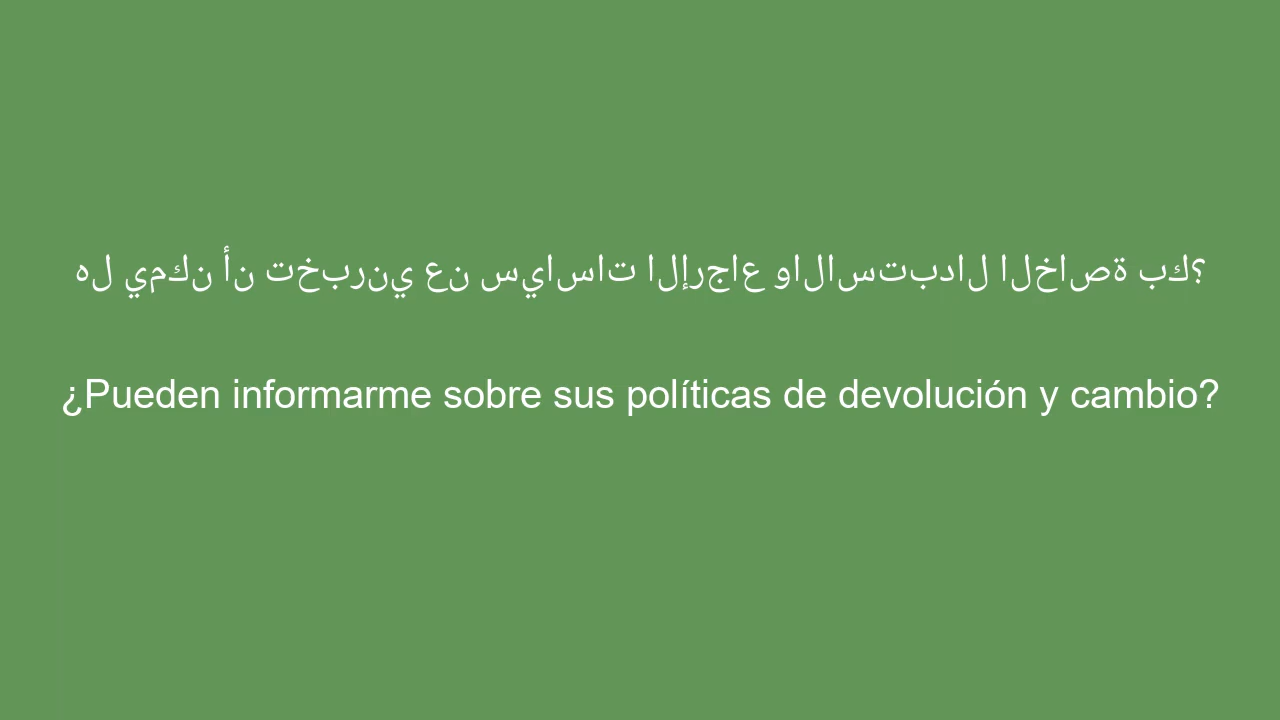 هل يمكن أن تخبرني عن سياسات الإرجاع والاستبدال الخاصة بك؟
¿Pueden informarme sobre sus políticas de devolución y cambio?